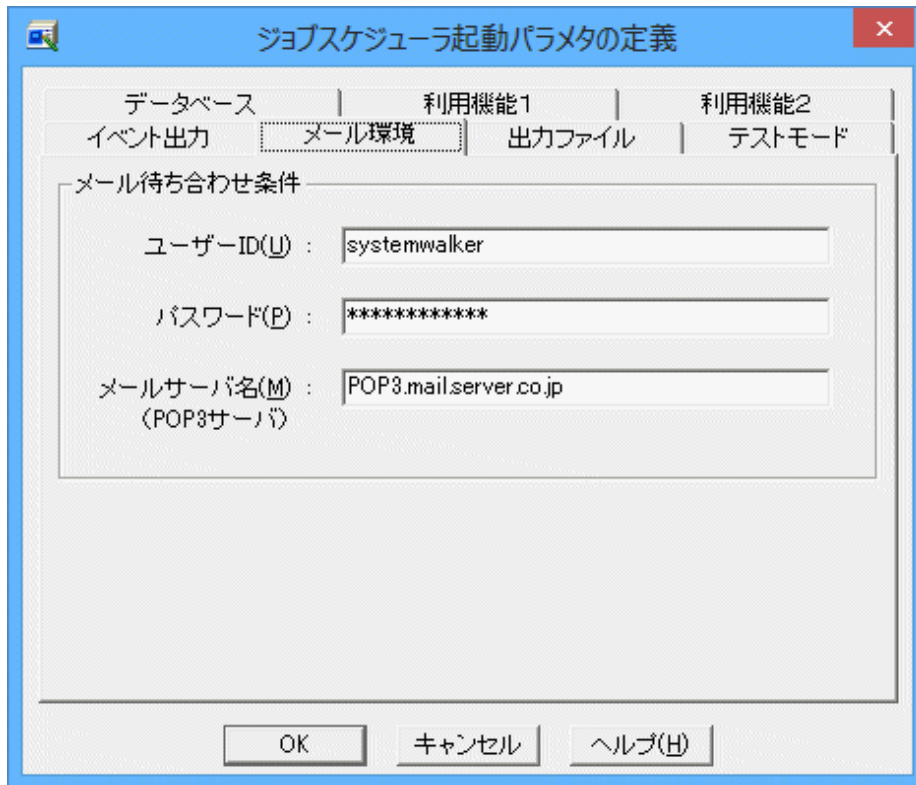 ジョブスケジューラ起動パラメタの定義
データベース 利用機能1 利用機能2
イベント出力 メール環境 出力ファイル テストモード
メール待ち合わせ条件
ユーザーID(U) : systemwalker
パスワード(P) : ************
メールサーバ名(M) : POP3.mail.server.co.jp
(POP3サーバ)
OK キャンセル ヘルプ(H)